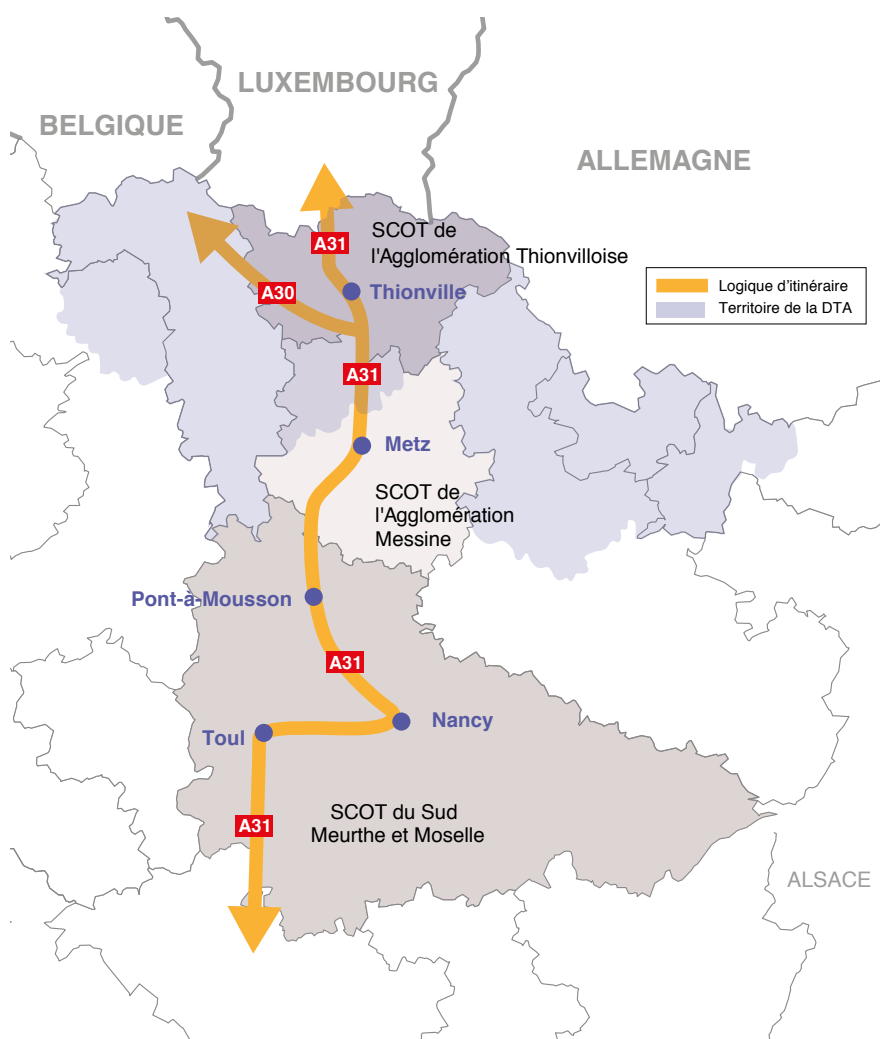 LUXEMBOURG
BELGIQUE
ALLEMAGNE
SCOT de
l'Agglomération Thionvilloise
A31
A30
Thionville
Logique d'itinéraire
Territoire de la DTA
A31
Metz
SCOT de
l'Agglomération
Messine
Pont-à-Mousson
A31
Nancy
Toul
SCOT du Sud
Meurthe et Moselle
A31
ALSACE